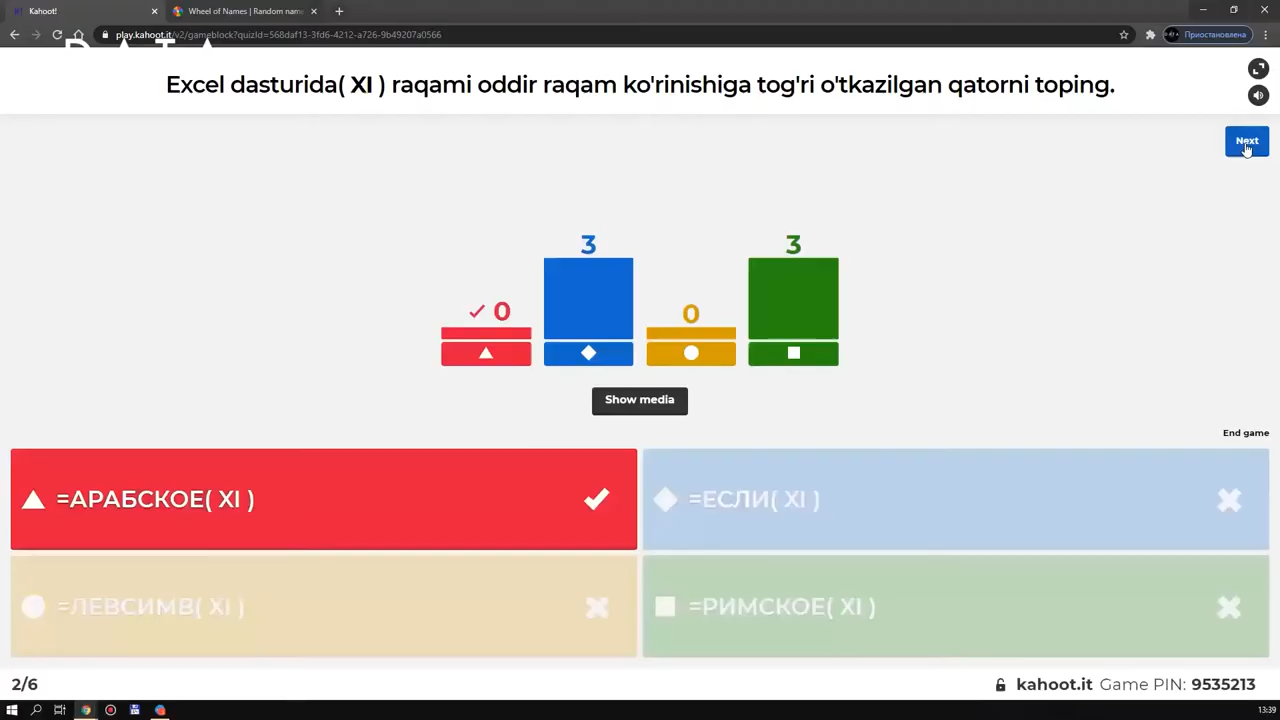 Kahoot!
Wheel of Names | Random name
play.kahoot.it/v2/gameblock?quizId=568daf13-3fd6-4212-a726-9b49207a0566
Приостановлена
DATA
Excel dasturida( XI ) raqami oddir raqam ko'rinishiga tog'ri o'tkazilgan qatorni toping.
Next
0
3
0
3
Show media
End game
=АРАБСКОЕ( XI )
=ЕСЛИ( XI )
=ЛЕВСИМВ( XI )
=РИМСКОЕ( XI )
2/6
kahoot.it Game PIN: 9535213
13:39